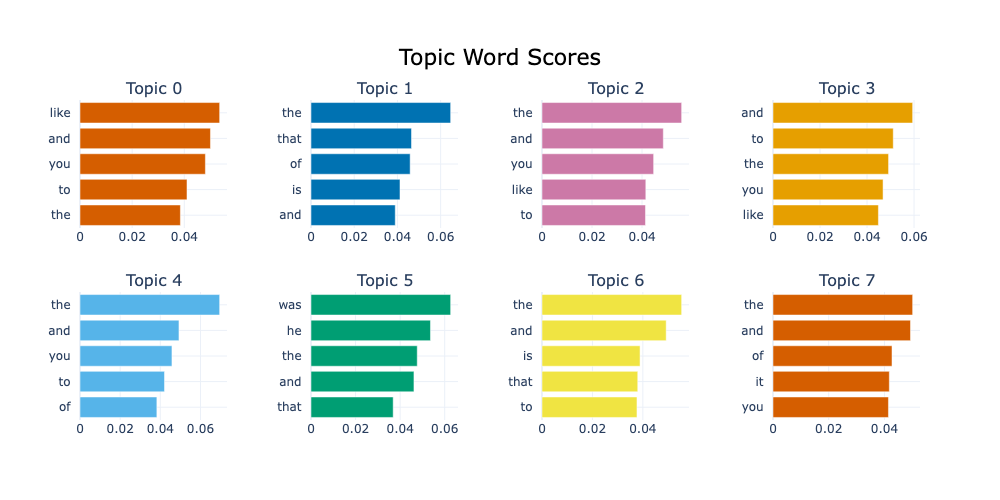 Topic Word Scores
Topic 0
like
and
you
to
the
0 0.02 0.04
Topic 1
the
that
of
is
and
0 0.02 0.04 0.06
Topic 2
the
and
you
like
to
0 0.02 0.04
Topic 3
and
to
the
you
like
0 0.02 0.04 0.06
Topic 4
the
and
you
to
of
0 0.02 0.04 0.06
Topic 5
was
he
the
and
that
0 0.02 0.04 0.06
Topic 6
the
and
is
that
to
0 0.02 0.04
Topic 7
the
and
of
it
you
0 0.02 0.04